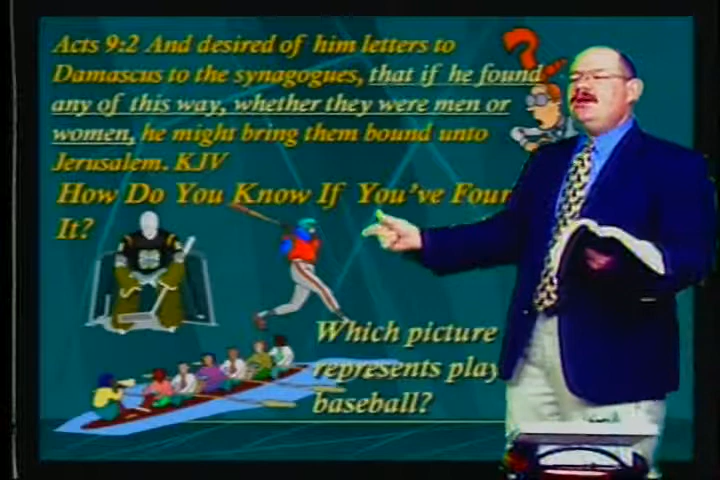 Acts 9:2 And desired of him letters to
Damascus to the synagogues, that if he found
any of this way, whether they were men or
women, he might bring them bound unto
Jerusalem. KJV
How Do You Know If You've Four
It?
Which picture
represents play
baseball?